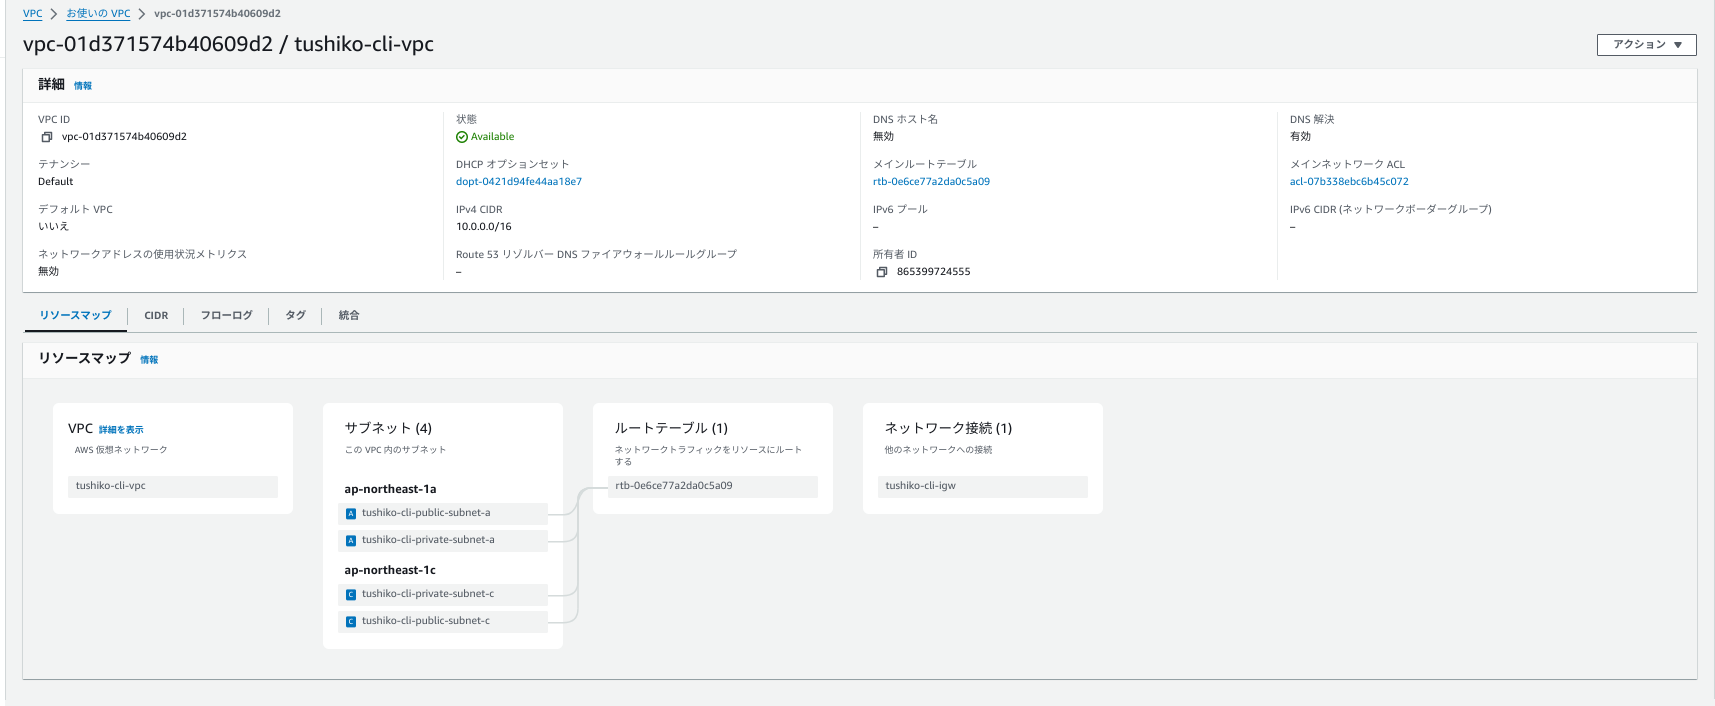 VPC > お使いの VPC > vpc-01d371574b40609d2
vpc-01d371574b40609d2 / tushiko-cli-vpc
アクション ▼
詳細 情報
VPC ID
vpc-01d371574b40609d2
状態
Available
DNS ホスト名
無効
DNS 解決
有効
テナンシー
Default
DHCP オプションセット
dopt-0421d94fe44aa18e7
メインルートテーブル
rtb-0e6ce77a2da0c5a09
メインネットワーク ACL
acl-07b338ebc6b45c072
デフォルト VPC
いいえ
IPv4 CIDR
10.0.0.0/16
IPv6 プール
–
IPv6 CIDR (ネットワークボーダーグループ)
–
ネットワークアドレスの使用状況メトリクス
無効
Route 53 リゾルバー DNS ファイアウォールルールグループ
–
所有者 ID
865399724555
リソースマップ
CIDR
フローログ
タグ
統合
リソースマップ 情報
VPC 詳細を表示
AWS 仮想ネットワーク
tushiko-cli-vpc
サブネット (4)
この VPC 内のサブネット
ap-northeast-1a
A tushiko-cli-public-subnet-a
A tushiko-cli-private-subnet-a
ap-northeast-1c
C tushiko-cli-private-subnet-c
C tushiko-cli-public-subnet-c
ルートテーブル (1)
ネットワークトラフィックをリソースにルート
する
rtb-0e6ce77a2da0c5a09
ネットワーク接続 (1)
他のネットワークへの接続
tushiko-cli-igw